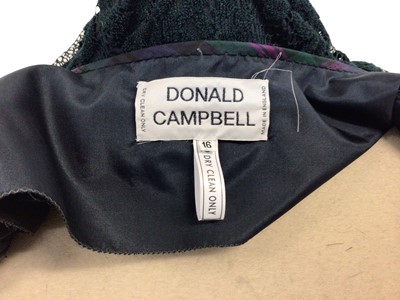 DRY CLEAN ONLY
DONALD
CAMPBELL
MADE IN ENGLAND
16
DRY CLEAN ONLY